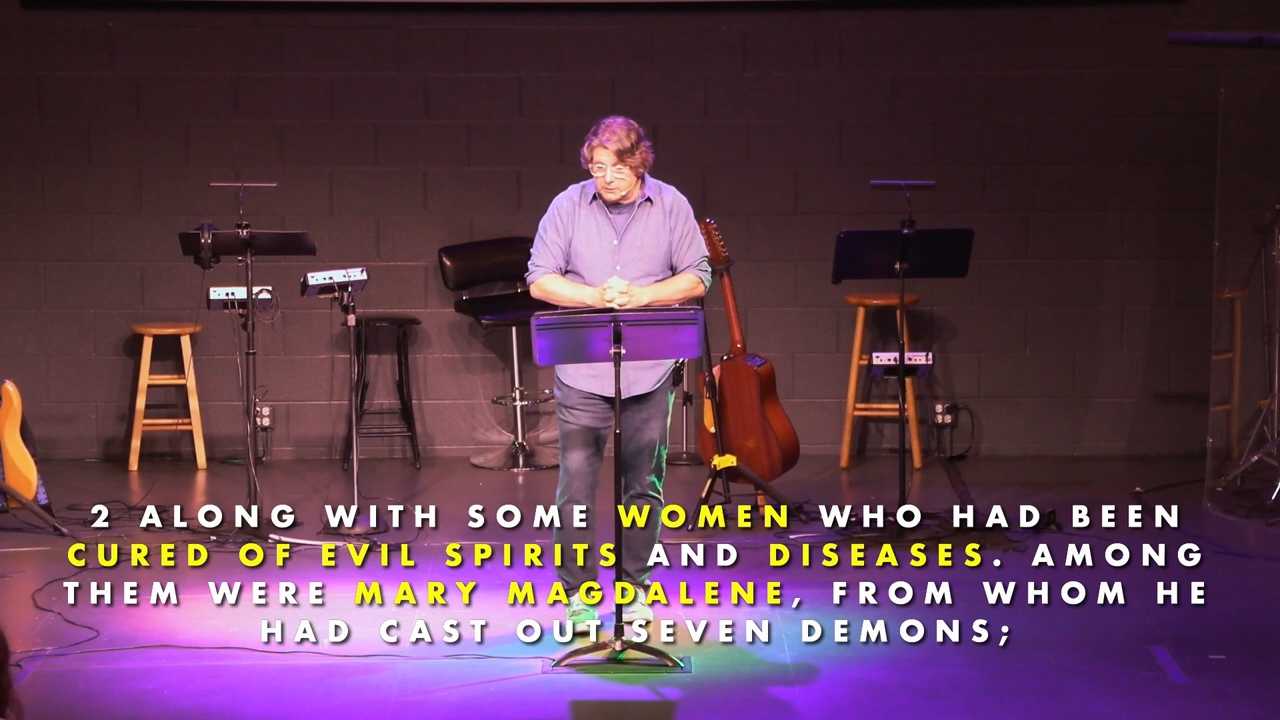 2 ALONG WITH SOME WOMEN WHO HAD BEEN
CURED OF EVIL SPIRITS AND DISEASES. AMONG
THEM WERE MARY MAGDALENE, FROM WHOM HE
HAD CAST OUT SEVEN DEMONS;